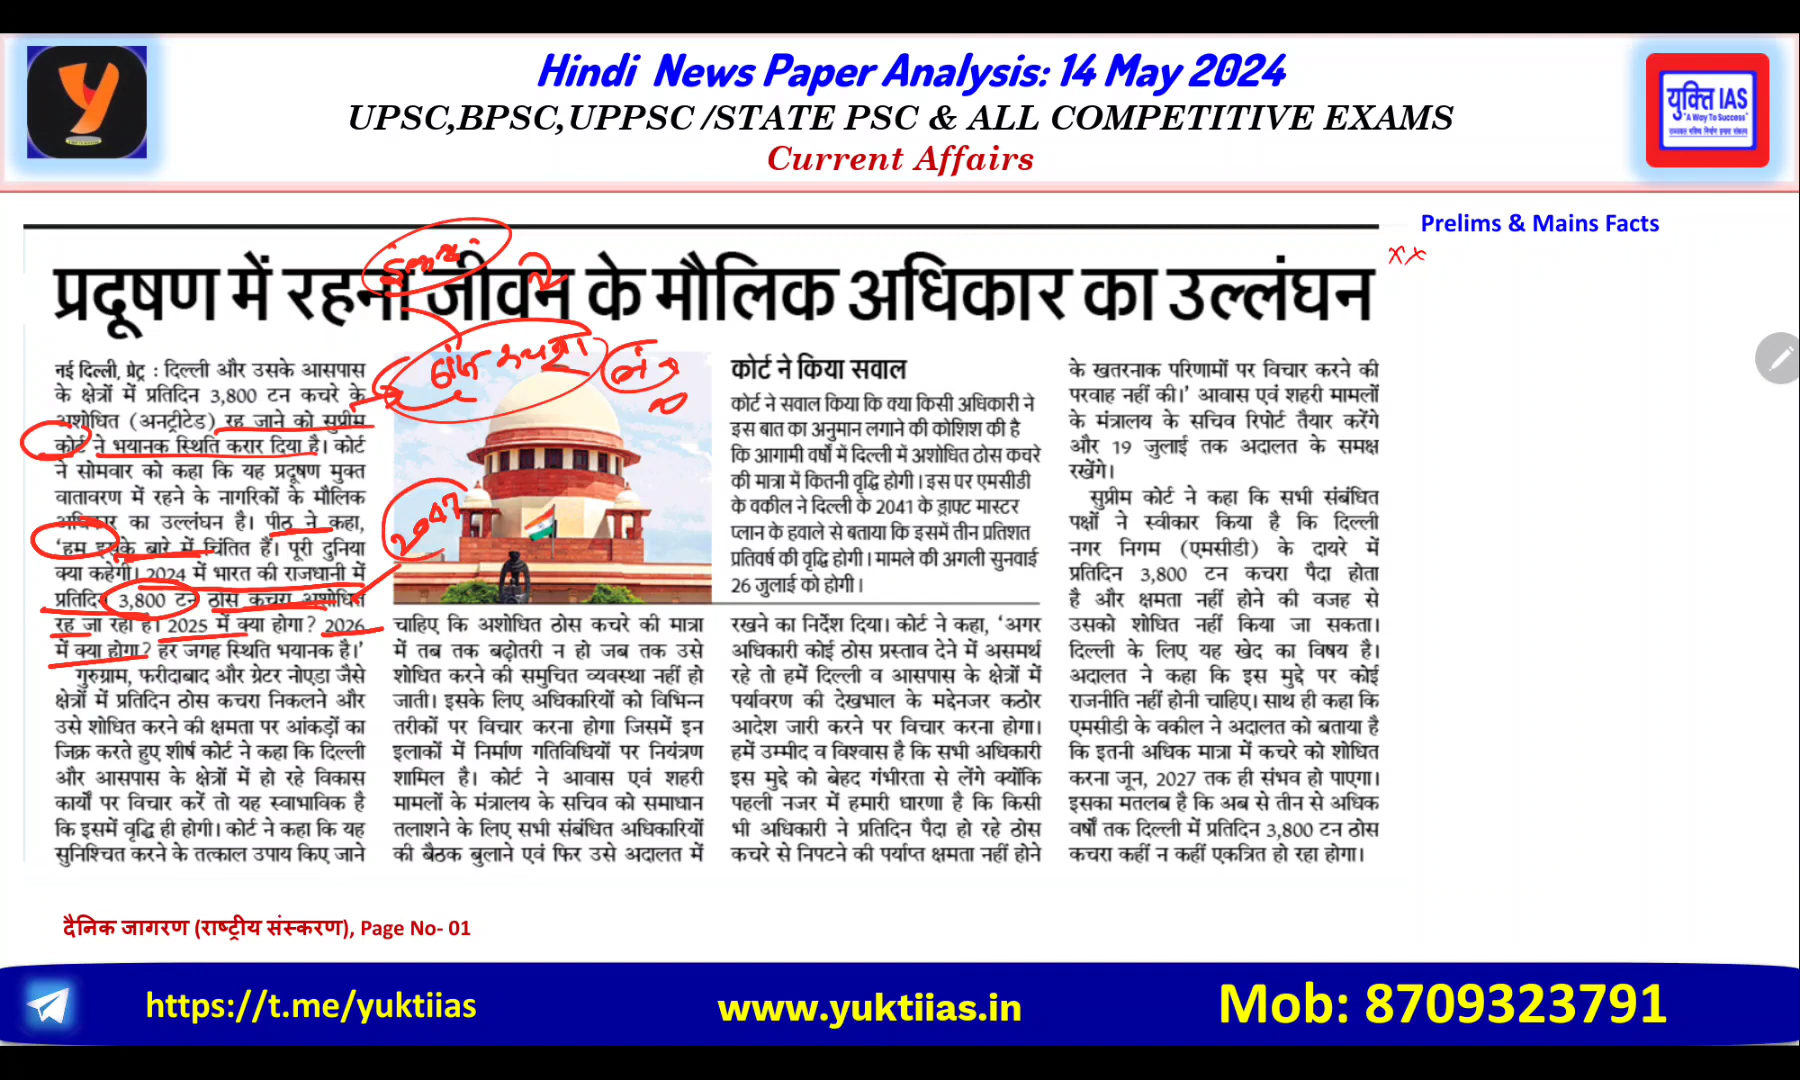 Hindi News Paper Analysis: 14 May 2024
UPSC,BPSC,UPPSC /STATE PSC & ALL COMPETITIVE EXAMS
Current Affairs
युक्ति IAS
"A Way To Success"
Prelims & Mains Facts
प्रदूषण में रहना जीवन के मौलिक अधिकार का उल्लंघन
नई दिल्ली, प्रेट्र : दिल्ली और उसके आसपास
के क्षेत्रों में प्रतिदिन 3,800 टन कचरे के
अशोधित (अनट्रीटेड) रह जाने को सुप्रीम
कोर्ट ने भयानक स्थिति करार दिया है। कोर्ट
ने सोमवार को कहा कि यह प्रदूषण मुक्त
वातावरण में रहने के नागरिकों के मौलिक
अधिकार का उल्लंघन है। पीठ ने कहा,
'हम इसके बारे में चिंतित हैं। पूरी दुनिया
क्या कहेगी। 2024 में भारत की राजधानी में
प्रतिदिन 3,800 टन ठोस कचरा अशोधित
रह जा रहा है। 2025 में क्या होगा? 2026
में क्या होगा? हर जगह स्थिति भयानक है।'
गुरुग्राम, फरीदाबाद और ग्रेटर नोएडा जैसे
क्षेत्रों में प्रतिदिन ठोस कचरा निकलने और
उसे शोधित करने की क्षमता पर आंकड़ों का
जिक्र करते हुए शीर्ष कोर्ट ने कहा कि दिल्ली
और आसपास के क्षेत्रों में हो रहे विकास
कार्यों पर विचार करें तो यह स्वाभाविक है
कि इसमें वृद्धि ही होगी। कोर्ट ने कहा कि यह
सुनिश्चित करने के तत्काल उपाय किए जाने
2047
चाहिए कि अशोधित ठोस कचरे की मात्रा
में तब तक बढ़ोतरी न हो जब तक उसे
शोधित करने की समुचित व्यवस्था नहीं हो
जाती। इसके लिए अधिकारियों को विभिन्न
तरीकों पर विचार करना होगा जिसमें इन
इलाकों में निर्माण गतिविधियों पर नियंत्रण
शामिल है। कोर्ट ने आवास एवं शहरी
मामलों के मंत्रालय के सचिव को समाधान
तलाशने के लिए सभी संबंधित अधिकारियों
की बैठक बुलाने एवं फिर उसे अदालत में
कोर्ट ने किया सवाल
कोर्ट ने सवाल किया कि क्या किसी अधिकारी ने
इस बात का अनुमान लगाने की कोशिश की है
कि आगामी वर्षों में दिल्ली में अशोधित ठोस कचरे
की मात्रा में कितनी वृद्धि होगी। इस पर एमसीडी
के वकील ने दिल्ली के 2041 के ड्राफ्ट मास्टर
प्लान के हवाले से बताया कि इसमें तीन प्रतिशत
प्रतिवर्ष की वृद्धि होगी। मामले की अगली सुनवाई
26 जुलाई को होगी।
रखने का निर्देश दिया। कोर्ट ने कहा, 'अगर
अधिकारी कोई ठोस प्रस्ताव देने में असमर्थ
रहे तो हमें दिल्ली व आसपास के क्षेत्रों में
पर्यावरण की देखभाल के मद्देनजर कठोर
आदेश जारी करने पर विचार करना होगा।
हमें उम्मीद व विश्वास है कि सभी अधिकारी
इस मुद्दे को बेहद गंभीरता से लेंगे क्योंकि
पहली नजर में हमारी धारणा है कि किसी
भी अधिकारी ने प्रतिदिन पैदा हो रहे ठोस
कचरे से निपटने की पर्याप्त क्षमता नहीं होने
के खतरनाक परिणामों पर विचार करने की
परवाह नहीं की।' आवास एवं शहरी मामलों
के मंत्रालय के सचिव रिपोर्ट तैयार करेंगे
और 19 जुलाई तक अदालत के समक्ष
रखेंगे।
सुप्रीम कोर्ट ने कहा कि सभी संबंधित
पक्षों ने स्वीकार किया है कि दिल्ली
नगर निगम (एमसीडी) के दायरे में
प्रतिदिन 3,800 टन कचरा पैदा होता
है और क्षमता नहीं होने की वजह से
उसको शोधित नहीं किया जा सकता।
दिल्ली के लिए यह खेद का विषय है।
अदालत ने कहा कि इस मुद्दे पर कोई
राजनीति नहीं होनी चाहिए। साथ ही कहा कि
एमसीडी के वकील ने अदालत को बताया है
कि इतनी अधिक मात्रा में कचरे को शोधित
करना जून, 2027 तक ही संभव हो पाएगा।
इसका मतलब है कि अब से तीन से अधिक
वर्षों तक दिल्ली में प्रतिदिन 3,800 टन ठोस
कचरा कहीं न कहीं एकत्रित हो रहा होगा।
दैनिक जागरण (राष्ट्रीय संस्करण), Page No- 01
https://t.me/yuktiias
www.yuktiias.in
Mob: 8709323791